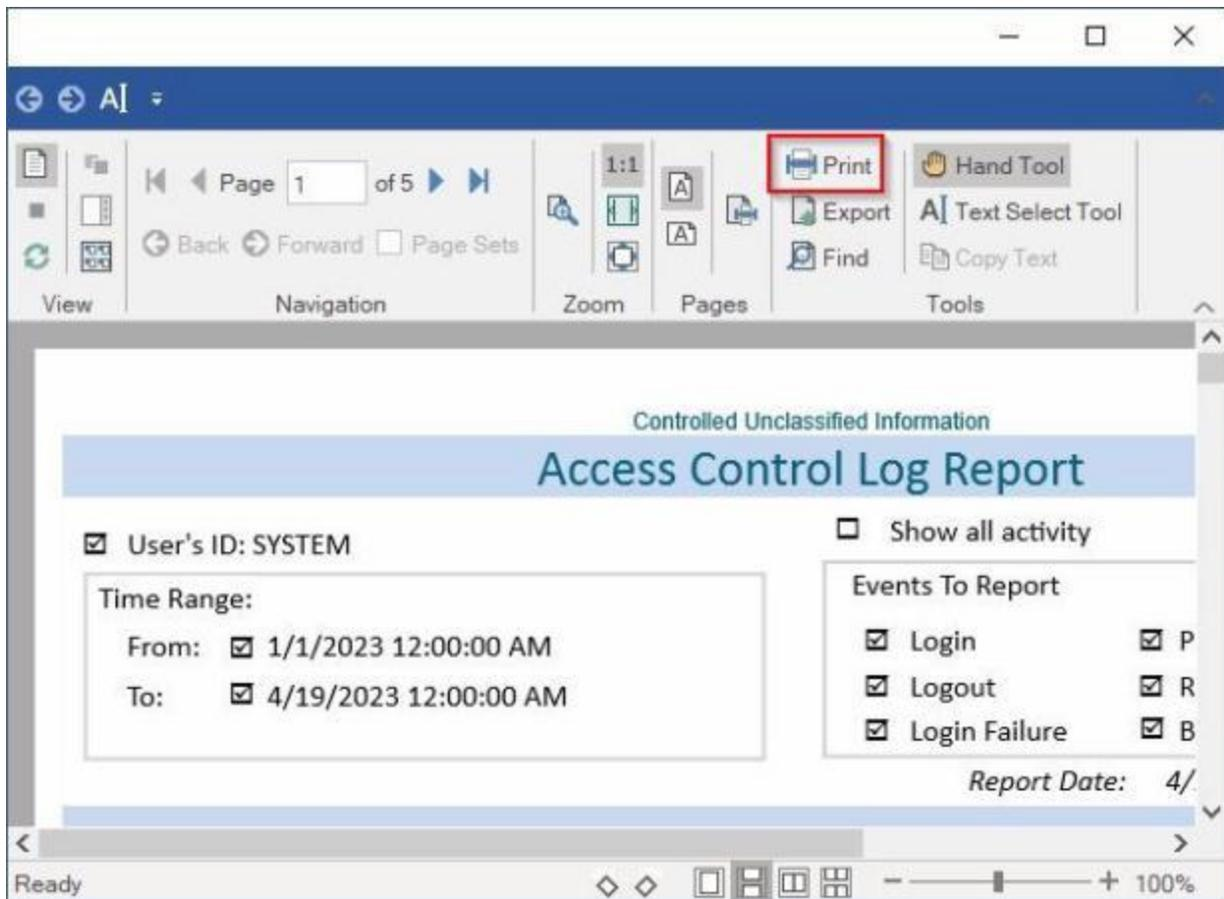 1:1
Print
Hand Tool
Page 1 of 5
Export
Text Select Tool
Back Forward Page Sets
Find
Copy Text
View
Navigation
Zoom
Pages
Tools
Controlled Unclassified Information
Access Control Log Report
User's ID: SYSTEM
Show all activity
Time Range:
Events To Report
From: 1/1/2023 12:00:00 AM
Login
P
To: 4/19/2023 12:00:00 AM
Logout
R
Login Failure
B
Report Date: 4/
Ready
100%